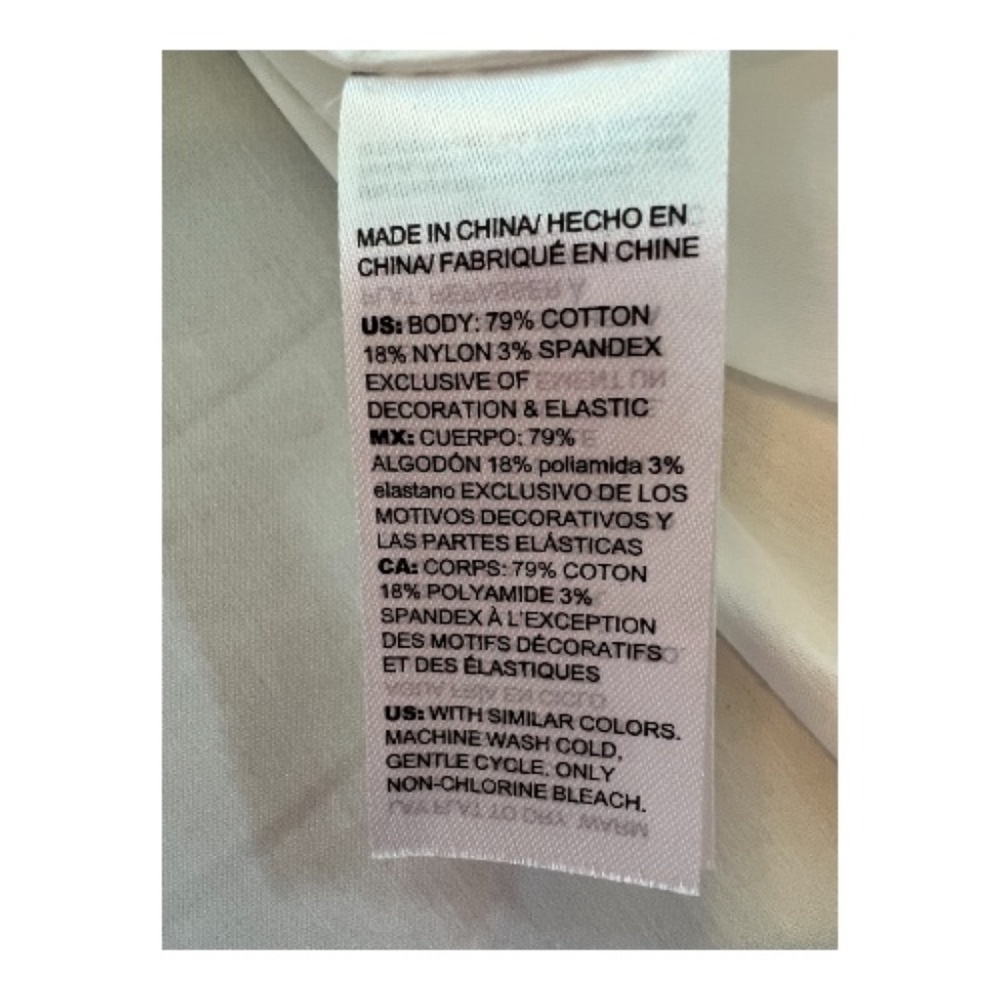 MADE IN CHINA/ HECHO EN
CHINA/ FABRIQUÉ EN CHINE
US: BODY: 79% COTTON
18% NYLON 3% SPANDEX
EXCLUSIVE OF
DECORATION & ELASTIC
MX: CUERPO: 79%
ALGODÓN 18% poliamida 3%
elastano EXCLUSIVO DE LOS
MOTIVOS DECORATIVOS Y
LAS PARTES ELÁSTICAS
CA: CORPS: 79% COTON
18% POLYAMIDE 3%
SPANDEX À L'EXCEPTION
DES MOTIFS DÉCORATIFS
ET DES ÉLASTIQUES
US: WITH SIMILAR COLORS.
MACHINE WASH COLD,
GENTLE CYCLE. ONLY
NON-CHLORINE BLEACH.